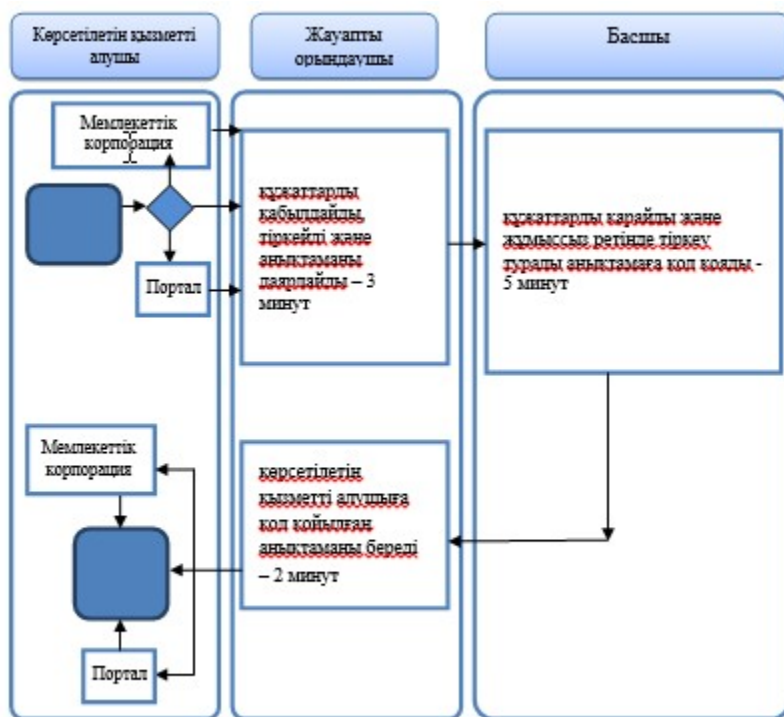 Көрсетілетін қызметті
алушы
Жауапты
орындаушы
Басшы
Мемлекеттік
корпорация
Портал
құжаттарды
қабылдайды,
тіркейді және
анықтаманы
даярлайды – 3
минут
құжаттарды қарайды және
жұмыссыз ретінде тіркеу
туралы анықтамаға қол қояды -
5 минут
Мемлекеттік
корпорация
Портал
көрсетілетін
қызметті алушыға
қол қойылған
анықтаманы береді
– 2 минут